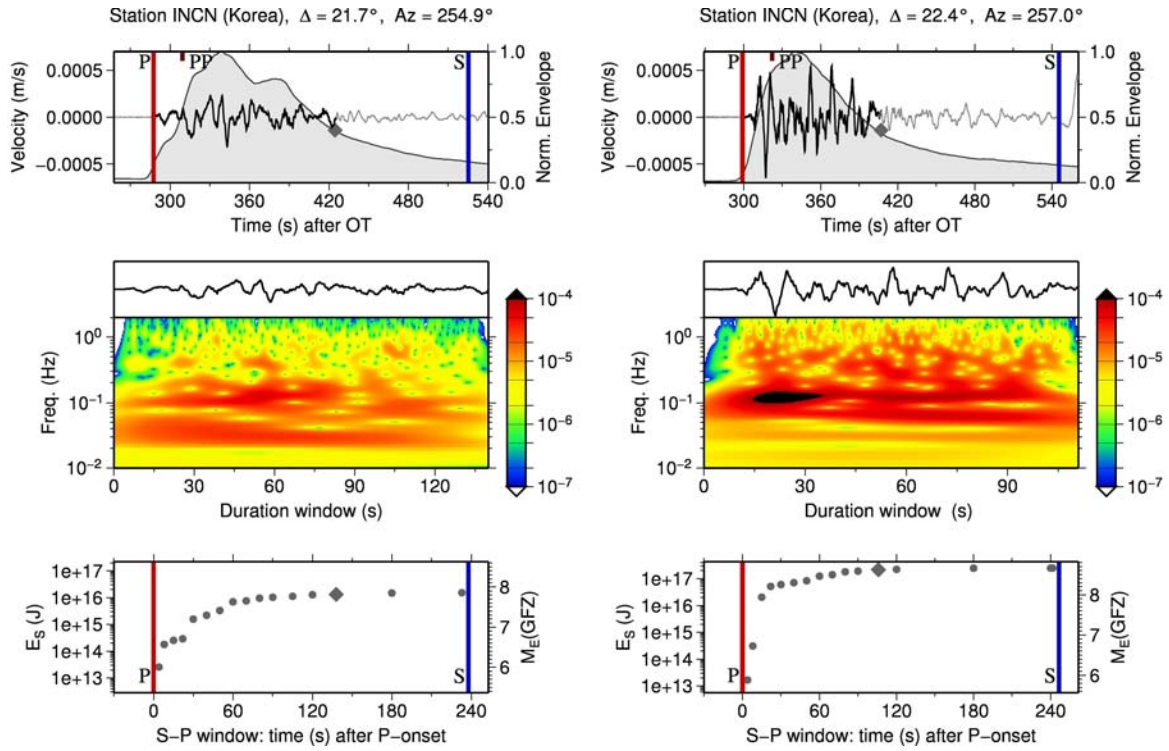 Station INCN (Korea), Δ = 21.7°, Az = 254.9°
P
PP
S
Velocity (m/s)
0.0005
0.0000
−0.0005
1.0
0.5
0.0
Norm. Envelope
300 360 420 480 540
Time (s) after OT
Freq. (Hz)
10⁰
10⁻¹
10⁻²
10⁻⁴
10⁻⁵
10⁻⁶
10⁻⁷
0 30 60 90 120
Duration window (s)
E_S (J)
1e+17
1e+16
1e+15
1e+14
1e+13
P
S
8
7
6
M_E(GFZ)
0 60 120 180 240
S−P window: time (s) after P−onset
Station INCN (Korea), Δ = 22.4°, Az = 257.0°
P
PP
S
Velocity (m/s)
0.0005
0.0000
−0.0005
1.0
0.5
0.0
Norm. Envelope
300 360 420 480 540
Time (s) after OT
Freq. (Hz)
10⁰
10⁻¹
10⁻²
10⁻⁴
10⁻⁵
10⁻⁶
10⁻⁷
0 30 60 90
Duration window (s)
E_S (J)
1e+17
1e+16
1e+15
1e+14
1e+13
P
S
8
7
6
M_E(GFZ)
0 60 120 180 240
S−P window: time (s) after P−onset